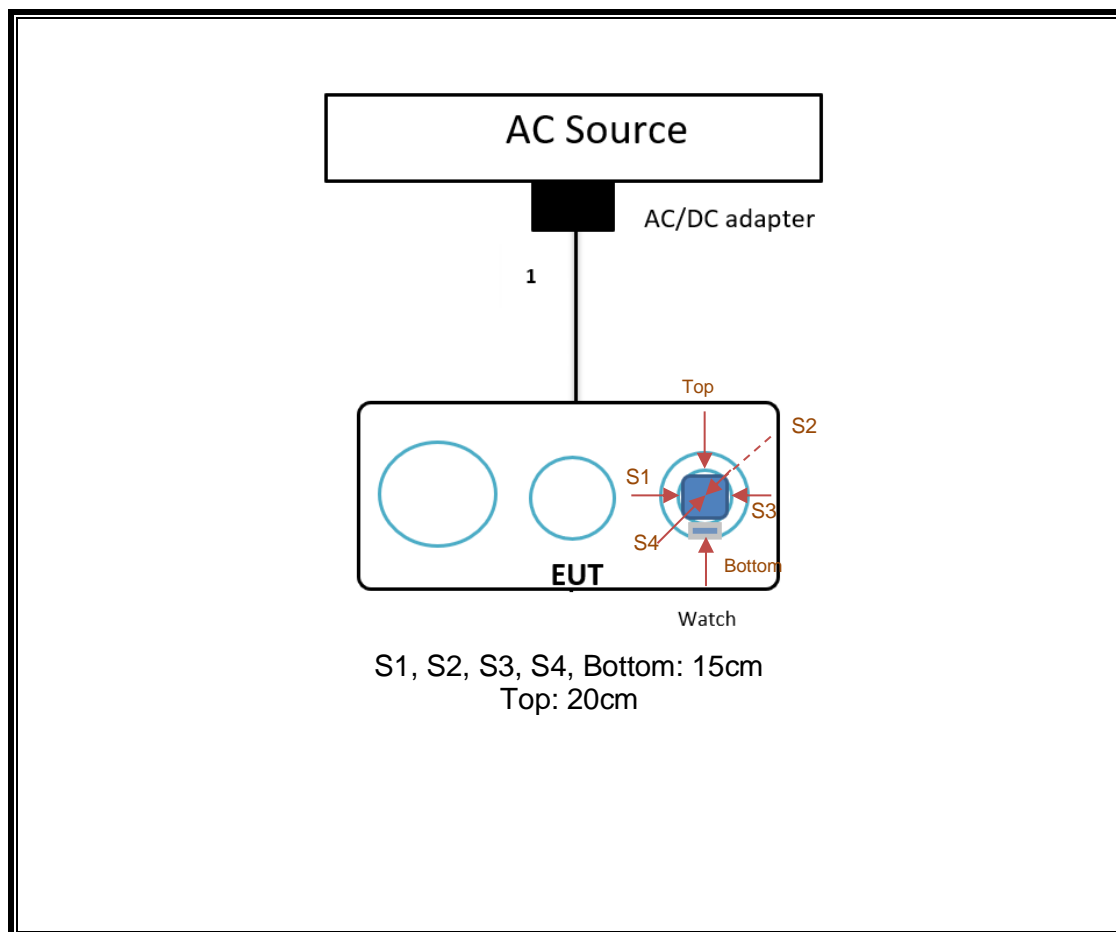 AC Source
AC/DC adapter
1
Top
S2
S1
S3
S4
Bottom
EUT
Watch
S1, S2, S3, S4, Bottom: 15cm
Top: 20cm